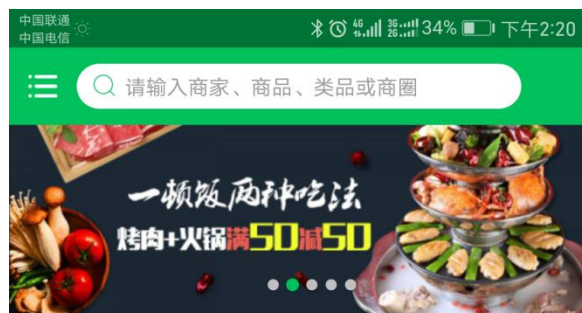 中国联通
中国电信
4G 1X 3G 2G 34% 下午2:20
请输入商家、商品、类品或商圈
一顿饭两种吃法
烤肉+火锅满50减50